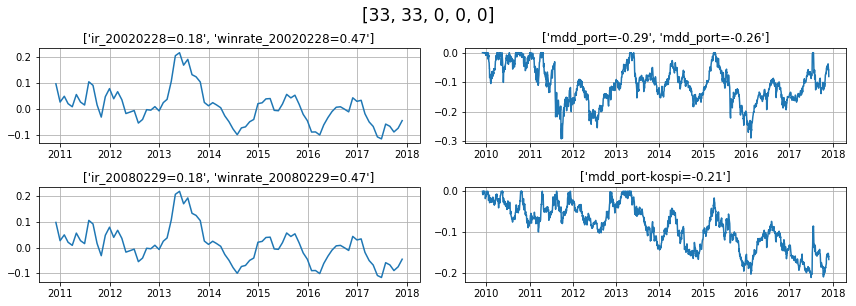 [33, 33, 0, 0, 0]
['ir_20020228=0.18', 'winrate_20020228=0.47']
0.2
0.1
0.0
−0.1
2011 2012 2013 2014 2015 2016 2017 2018
['mdd_port=-0.29', 'mdd_port=-0.26']
0.0
−0.1
−0.2
−0.3
2010 2011 2012 2013 2014 2015 2016 2017 2018
['ir_20080229=0.18', 'winrate_20080229=0.47']
0.2
0.1
0.0
−0.1
2011 2012 2013 2014 2015 2016 2017 2018
['mdd_port-kospi=-0.21']
0.0
−0.1
−0.2
2010 2011 2012 2013 2014 2015 2016 2017 2018